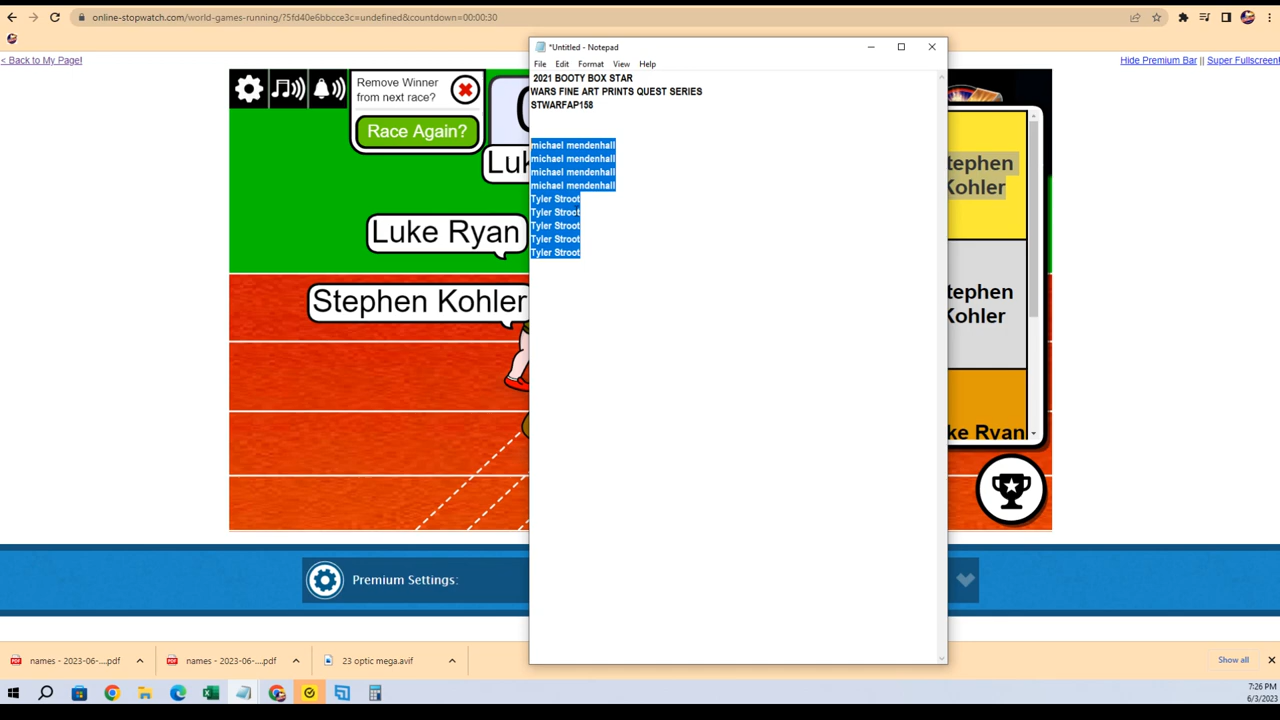 online-stopwatch.com/world-games-running/?5fd40e6bbcce3c=undefined&countdown=00:00:30
< Back to My Page!
Hide Premium Bar || Super Fullscreen!
*Untitled - Notepad
File Edit Format View Help
2021 BOOTY BOX STAR
WARS FINE ART PRINTS QUEST SERIES
STWARFAP158
michael mendenhall
michael mendenhall
michael mendenhall
michael mendenhall
Tyler Stroot
Tyler Stroot
Tyler Stroot
Tyler Stroot
Tyler Stroot
Remove Winner
from next race?
Race Again?
Luk
Luke Ryan
Stephen Kohler
tephen
Kohler
tephen
Kohler
ke Ryan
Premium Settings:
names - 2023-06-....pdf
names - 2023-06-....pdf
23 optic mega.avif
Show all
7:26 PM
6/3/2023